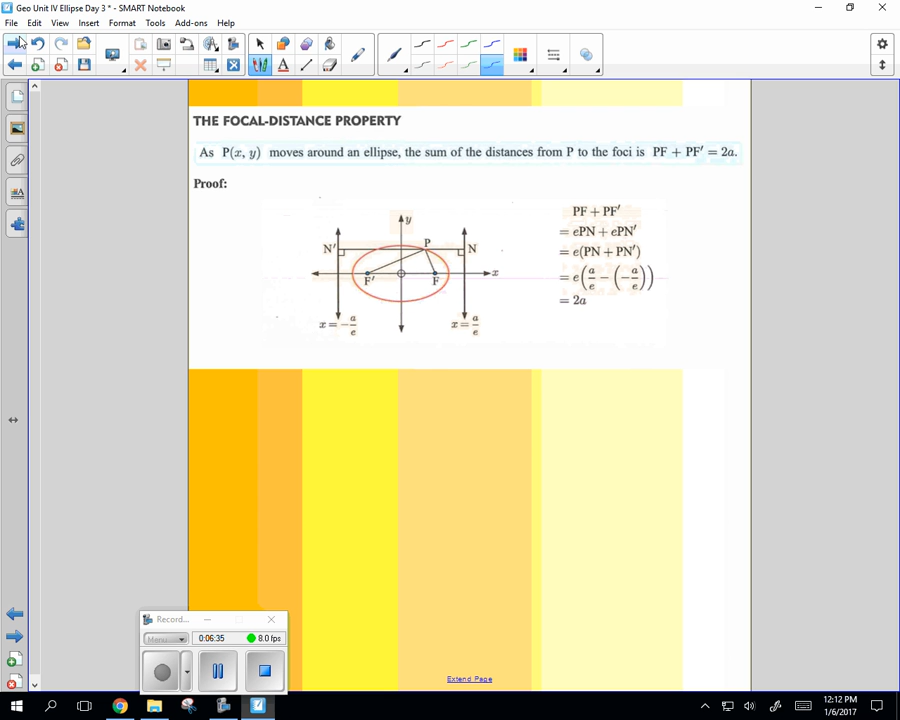 Geo Unit IV Ellipse Day 3 * - SMART Notebook
File Edit View Insert Format Tools Add-ons Help
THE FOCAL-DISTANCE PROPERTY
As P(x, y) moves around an ellipse, the sum of the distances from P to the foci is PF + PF′ = 2a.
Proof:
PF + PF′
= ePN + ePN′
= e(PN + PN′)
= e(a/e − (−a/e))
= 2a
y
N′ P N
F′ F x
x = −a/e x = a/e
Record...
Menu 0:06:35 8.0 fps
Extend Page
12:12 PM
1/6/2017